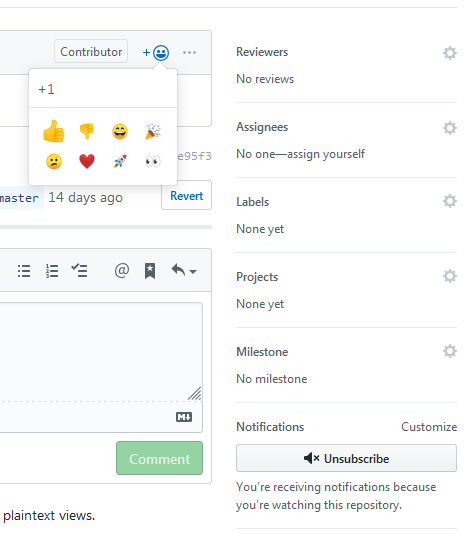 Contributor
+1
e95f3
master 14 days ago Revert
@
Comment
plaintext views.
Reviewers
No reviews
Assignees
No one—assign yourself
Labels
None yet
Projects
None yet
Milestone
No milestone
Notifications Customize
Unsubscribe
You’re receiving notifications because
you’re watching this repository.